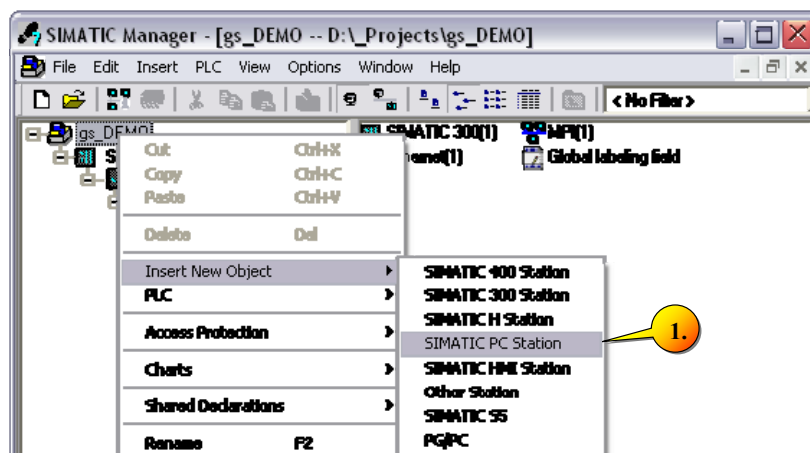 SIMATIC Manager - [gs_DEMO -- D:\_Projects\gs_DEMO]
File Edit Insert PLC View Options Window Help
< No Filter >
gs_DEMO
SIMATIC 300(1) MPI(1)
Global labeling field
Cut Ctrl+X
Copy Ctrl+C
Paste Ctrl+V
Delete Del
Insert New Object
PLC
Access Protection
Charts
Shared Declarations
Rename F2
SIMATIC 400 Station
SIMATIC 300 Station
SIMATIC H Station
SIMATIC PC Station
SIMATIC HMI Station
Other Station
SIMATIC S5
PG/PC
1.